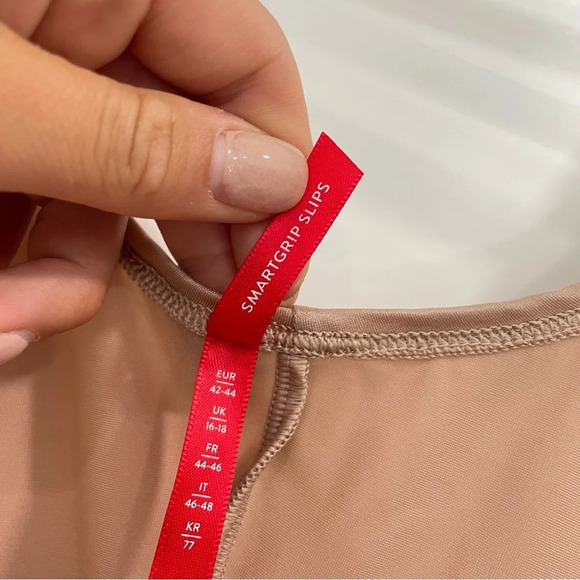 SMARTGRIP SLIPS
EUR
42-44
UK
16-18
FR
44-46
IT
46-48
KR
77